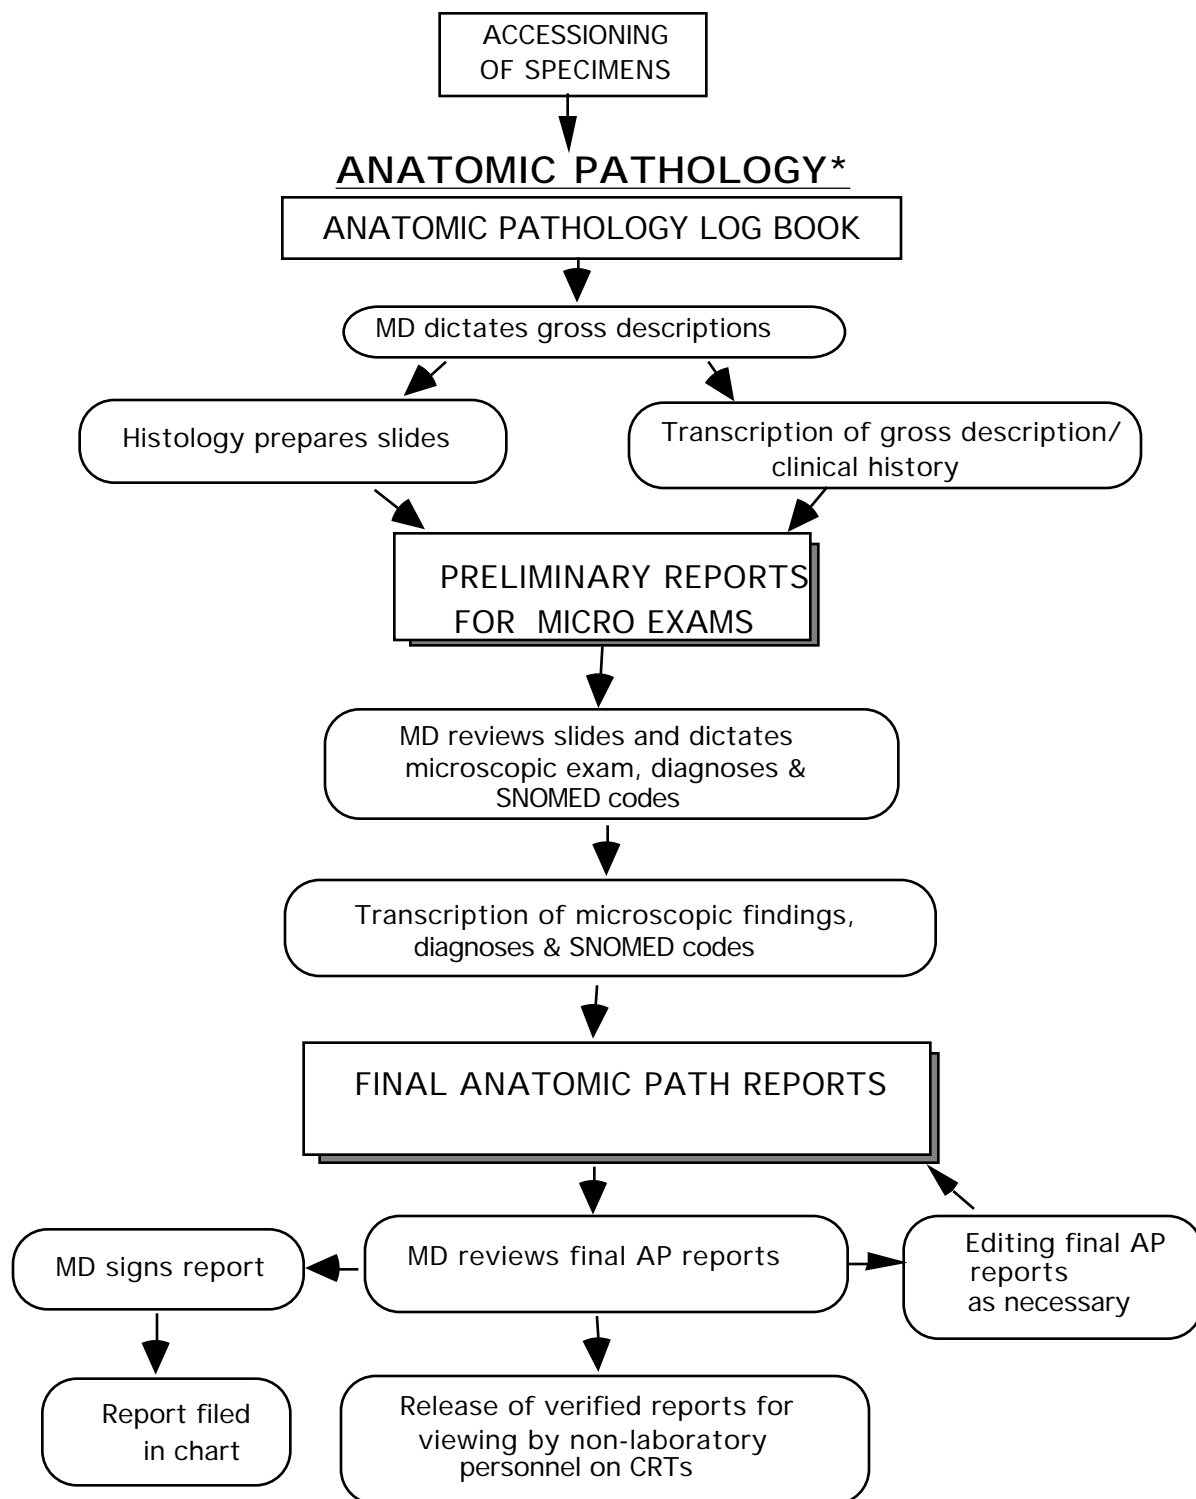 ACCESSIONING
OF SPECIMENS
ANATOMIC PATHOLOGY*
ANATOMIC PATHOLOGY LOG BOOK
MD dictates gross descriptions
Histology prepares slides
Transcription of gross description/
clinical history
PRELIMINARY REPORTS
FOR MICRO EXAMS
MD reviews slides and dictates
microscopic exam, diagnoses &
SNOMED codes
Transcription of microscopic findings,
diagnoses & SNOMED codes
FINAL ANATOMIC PATH REPORTS
MD signs report
MD reviews final AP reports
Editing final AP
reports
as necessary
Report filed
in chart
Release of verified reports for
viewing by non-laboratory
personnel on CRTs